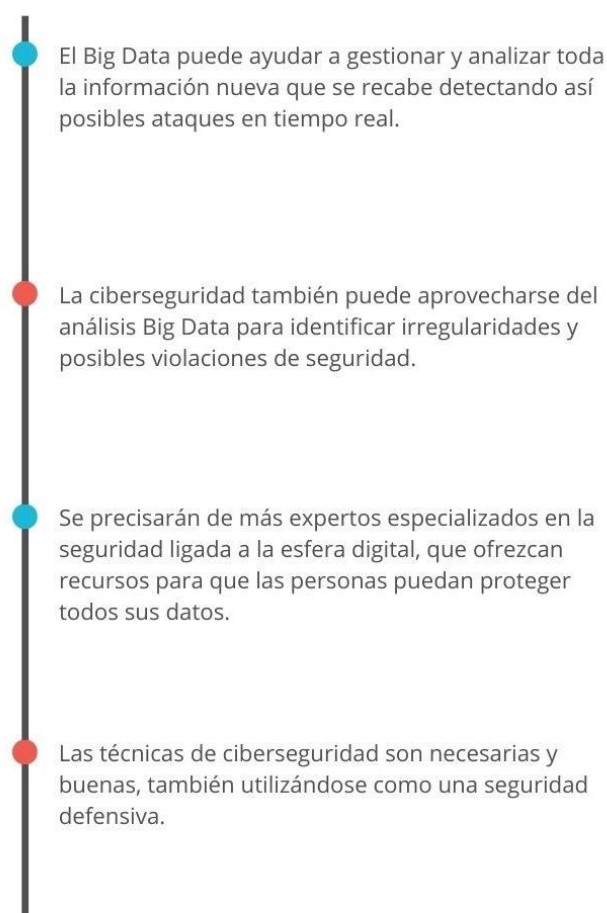 El Big Data puede ayudar a gestionar y analizar toda
la información nueva que se recabe detectando así
posibles ataques en tiempo real.
La ciberseguridad también puede aprovecharse del
análisis Big Data para identificar irregularidades y
posibles violaciones de seguridad.
Se precisarán de más expertos especializados en la
seguridad ligada a la esfera digital, que ofrezcan
recursos para que las personas puedan proteger
todos sus datos.
Las técnicas de ciberseguridad son necesarias y
buenas, también utilizándose como una seguridad
defensiva.